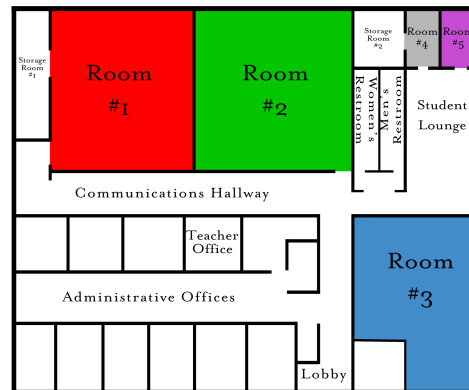 Storage
Room
#1
Room
#1
Room
#2
Storage
Room
#2
Room
#4
Room
#5
Women's
Restroom
Men's
Restroom
Student
Lounge
Communications Hallway
Teacher
Office
Administrative Offices
Room
#3
Lobby